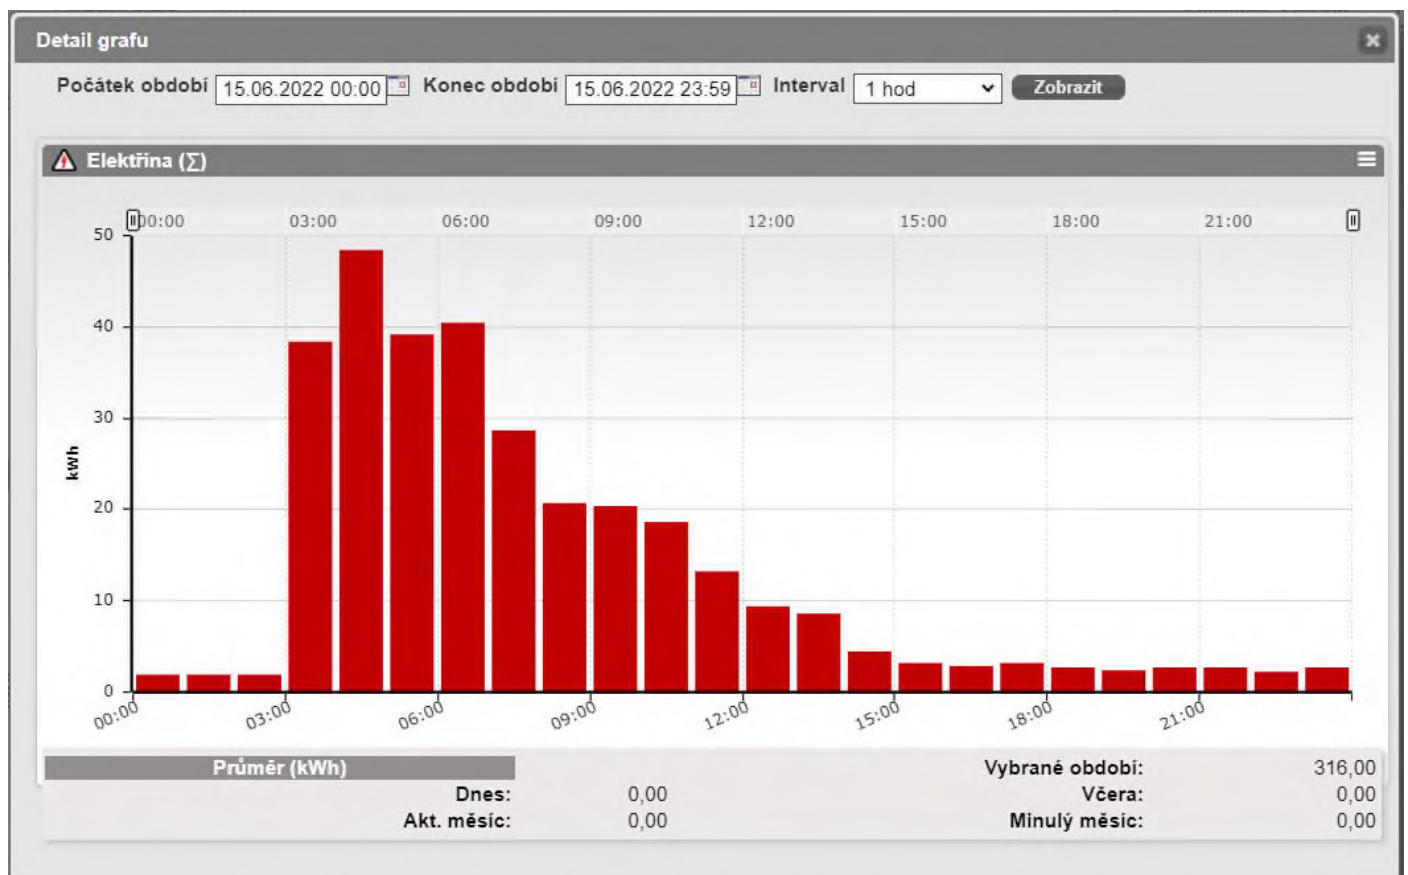 Detail grafu
Počátek období 15.06.2022 00:00 Konec období 15.06.2022 23:59 Interval 1 hod Zobrazit
Elektřina (∑)
00:00 03:00 06:00 09:00 12:00 15:00 18:00 21:00
50
40
30
kWh
20
10
0
00:00 03:00 06:00 09:00 12:00 15:00 18:00 21:00
Průměr (kWh) Vybrané období: 316,00
Dnes: 0,00 Včera: 0,00
Akt. měsíc: 0,00 Minulý měsíc: 0,00